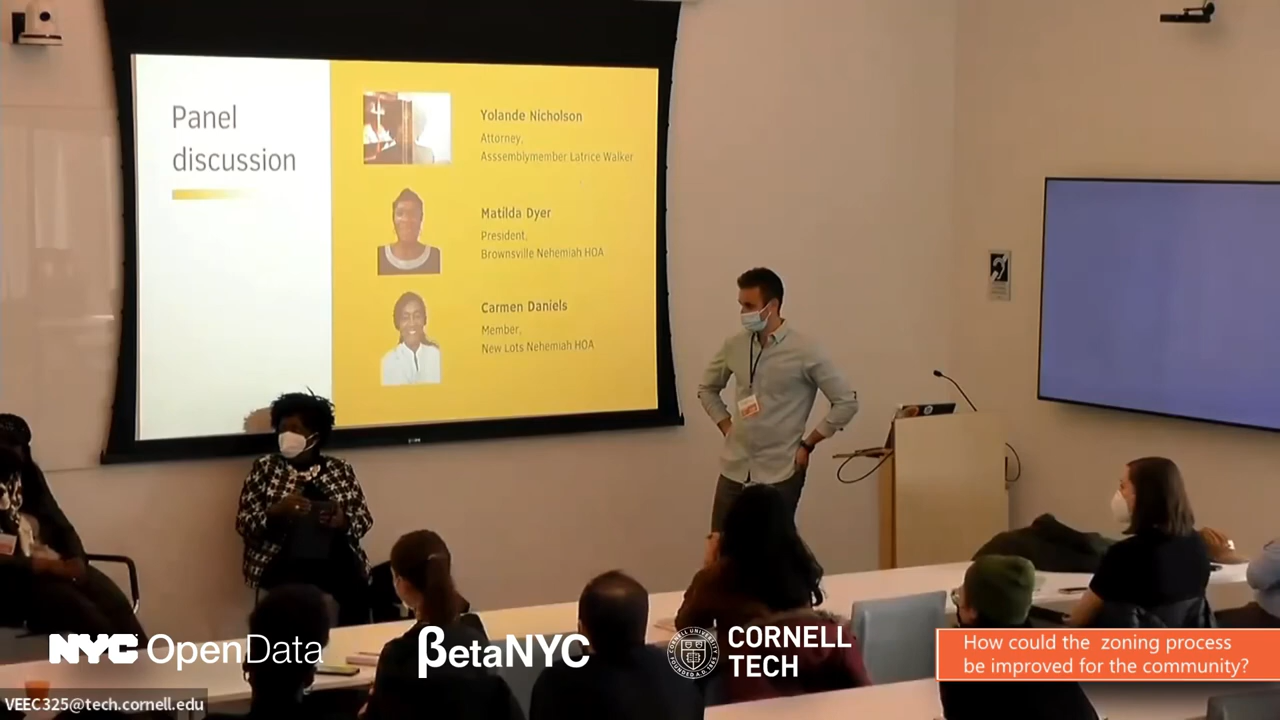 Panel
discussion
Yolande Nicholson
Attorney,
Asssemblymember Latrice Walker
Matilda Dyer
President,
Brownsville Nehemiah HOA
Carmen Daniels
Member,
New Lots Nehemiah HOA
NYC OpenData
βetaNYC
CORNELL
TECH
How could the zoning process
be improved for the community?
VEEC325@tech.cornell.edu